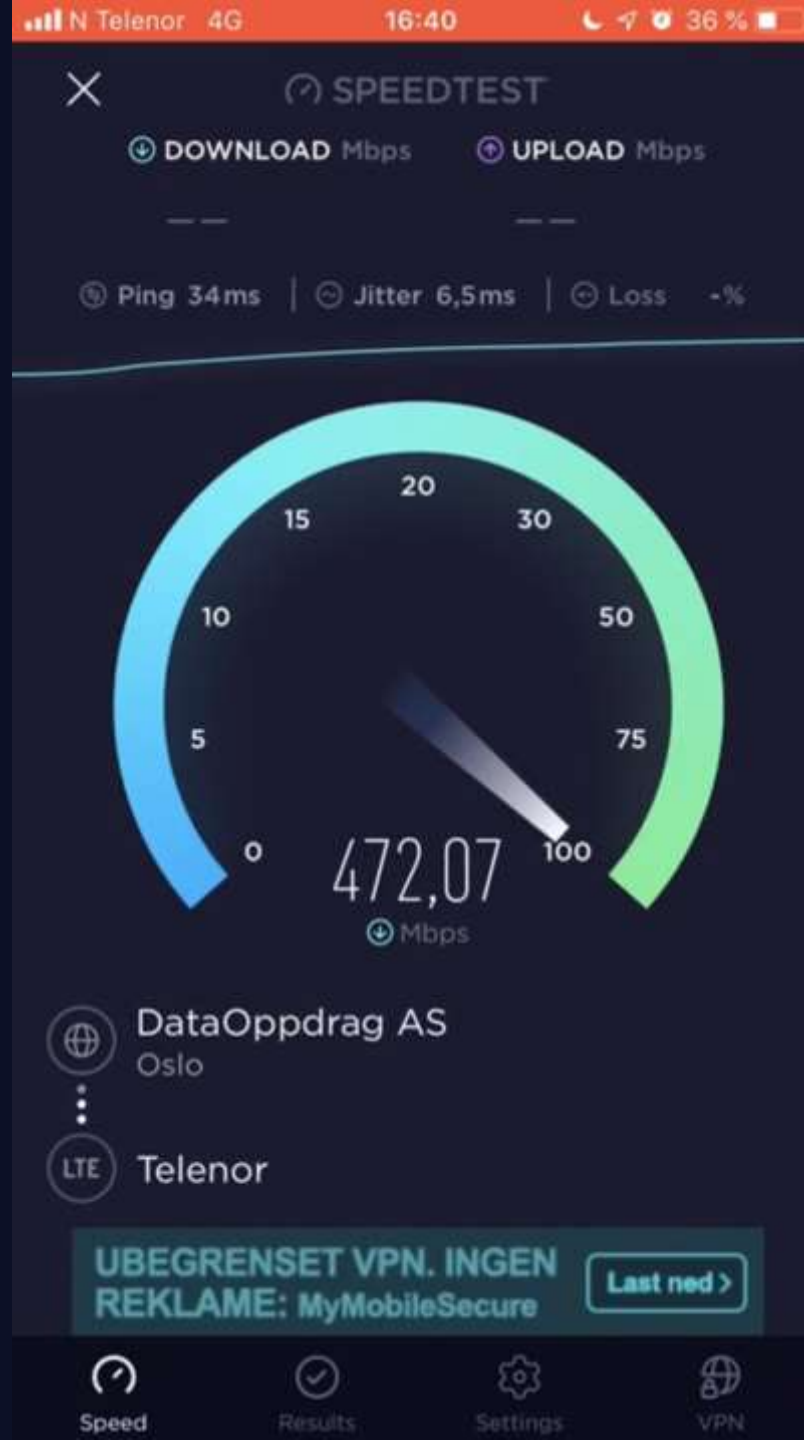 N Telenor 4G 16:40 36 %
SPEEDTEST
DOWNLOAD Mbps UPLOAD Mbps
— — — —
Ping 34ms Jitter 6,5ms Loss -%
0
5
10
15
20
30
50
75
100
472,07
Mbps
DataOppdrag AS
Oslo
LTE Telenor
UBEGRENSET VPN. INGEN
REKLAME: MyMobileSecure
Last ned >
Speed Results Settings VPN